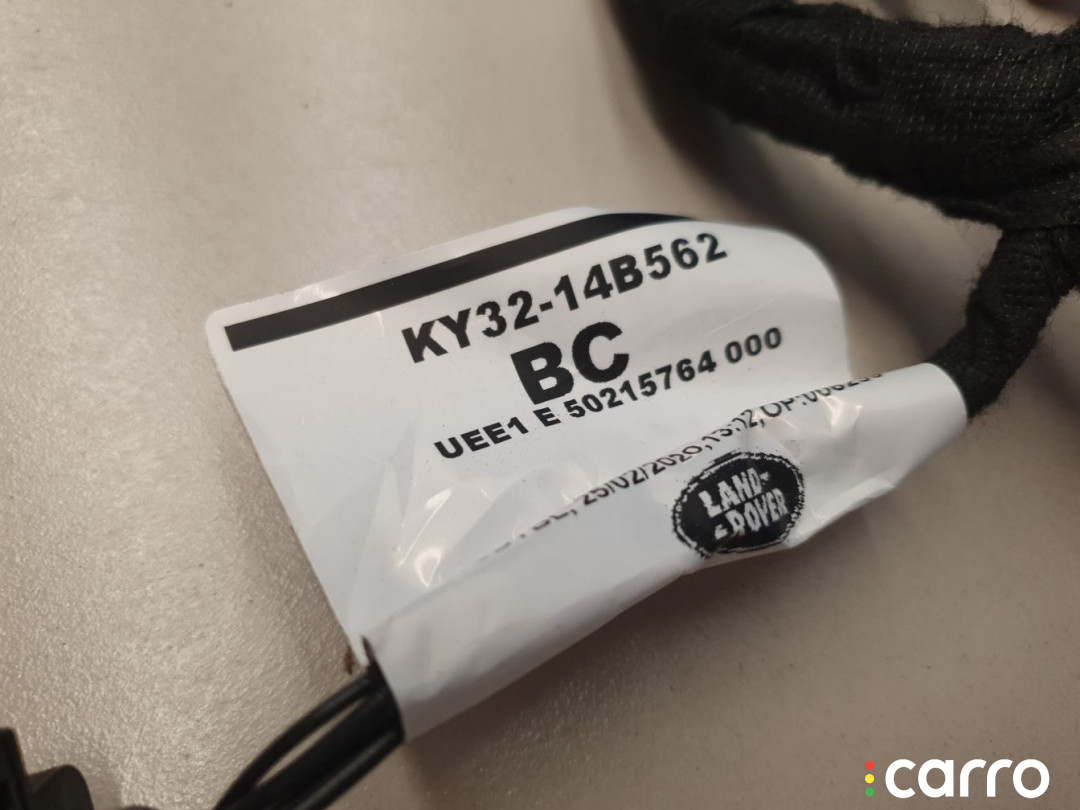 KY32-14B562
BC
UEE1 E 50215764 000
LAND-
ROVER
carro